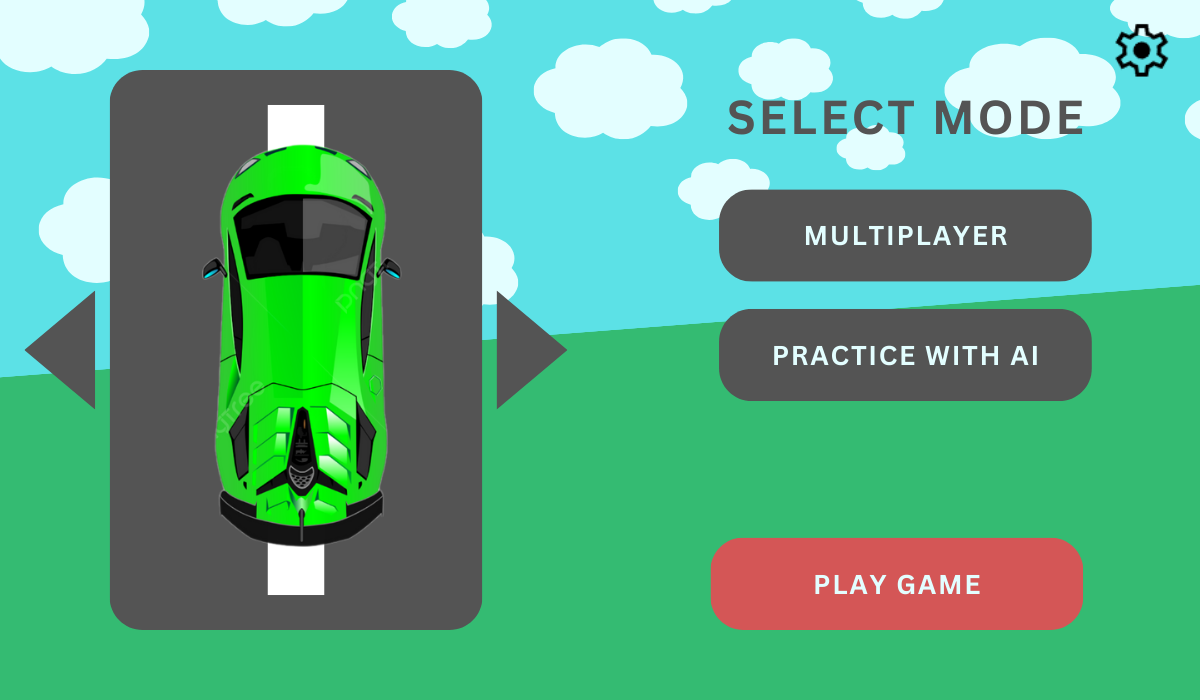 SELECT MODE
MULTIPLAYER
PRACTICE WITH AI
PLAY GAME